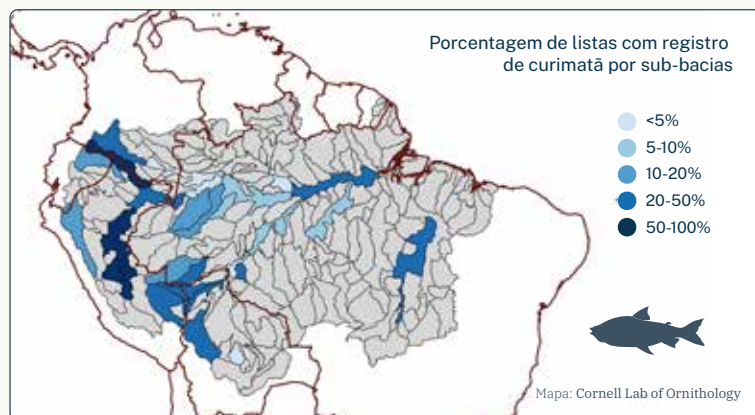 Porcentagem de listas com registro
de curimatã por sub-bacias
<5%
5-10%
10-20%
20-50%
50-100%
Mapa: Cornell Lab of Ornithology